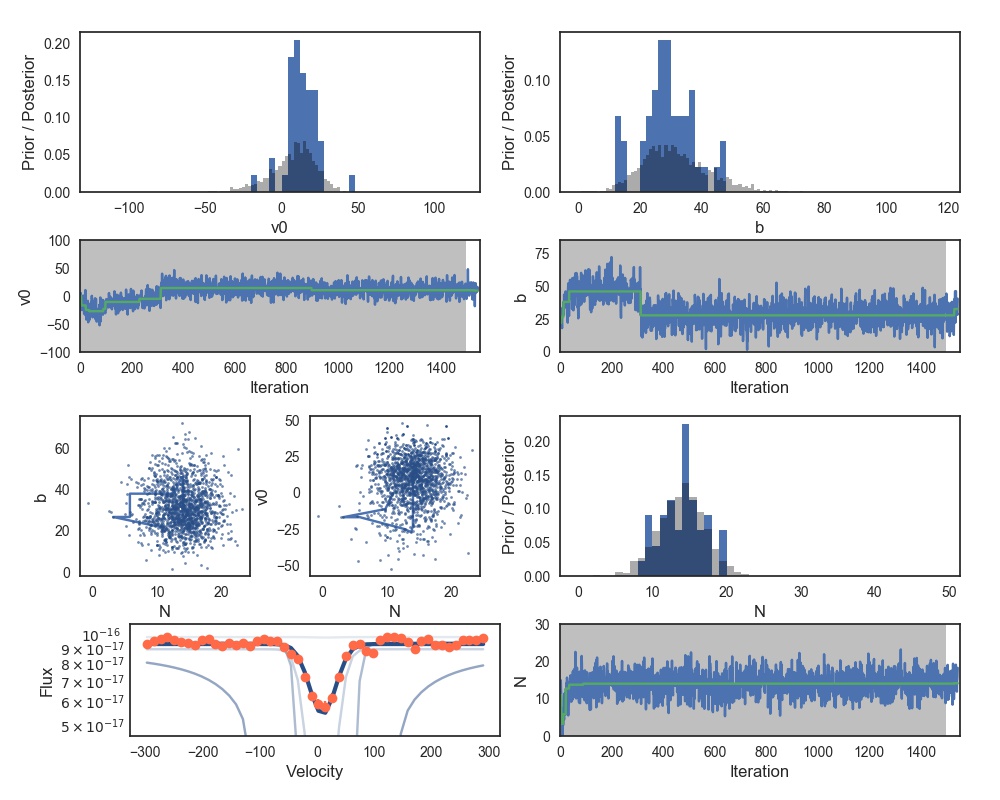 0.20
0.15
0.10
0.05
0.00
Prior / Posterior
−100 −50 0 50 100
v0
0.10
0.05
0.00
Prior / Posterior
0 20 40 60 80 100 120
b
100
50
0
−50
−100
v0
0 200 400 600 800 1000 1200 1400
Iteration
75
50
25
0
b
0 200 400 600 800 1000 1200 1400
Iteration
60
40
20
0
b
0 10 20
N
50
25
0
−25
−50
v0
0 10 20
N
0.20
0.15
0.10
0.05
0.00
Prior / Posterior
0 10 20 30 40 50
N
10⁻¹⁶
9 × 10⁻¹⁷
8 × 10⁻¹⁷
7 × 10⁻¹⁷
6 × 10⁻¹⁷
5 × 10⁻¹⁷
Flux
−300 −200 −100 0 100 200 300
Velocity
30
20
10
0
N
0 200 400 600 800 1000 1200 1400
Iteration